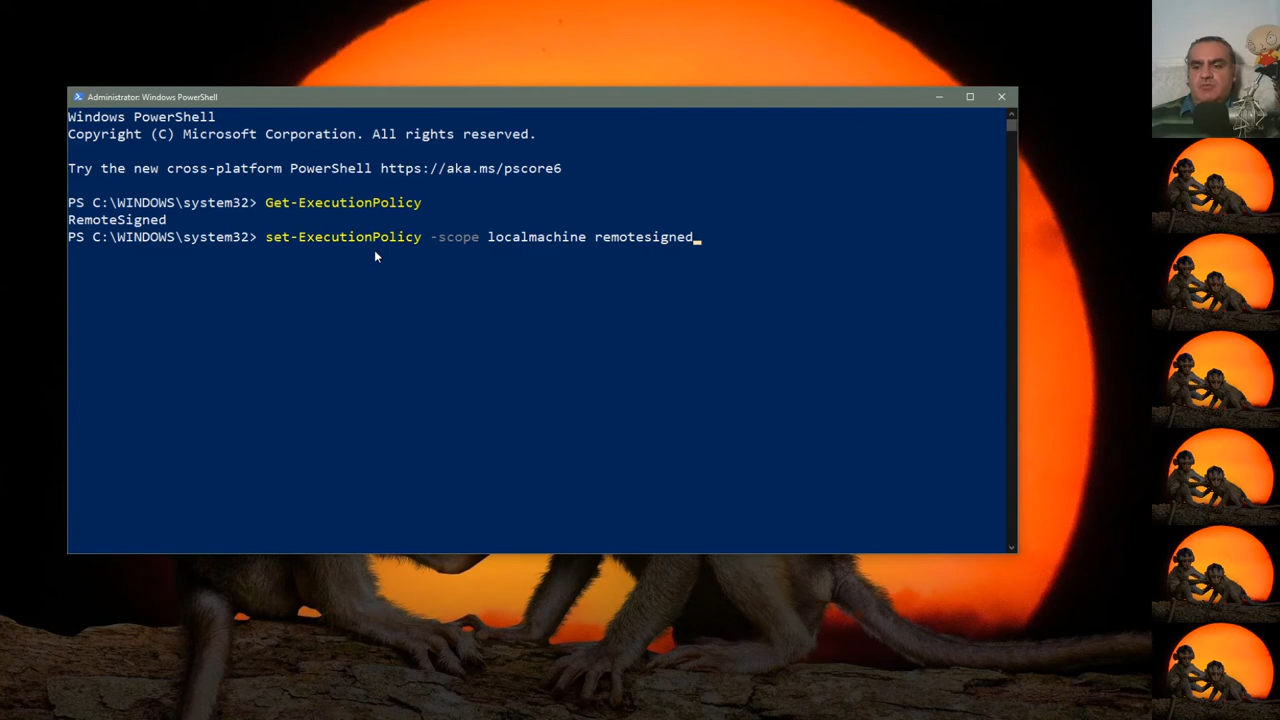 Administrator: Windows PowerShell
Windows PowerShell
Copyright (C) Microsoft Corporation. All rights reserved.
Try the new cross-platform PowerShell https://aka.ms/pscore6
PS C:\WINDOWS\system32> Get-ExecutionPolicy
RemoteSigned
PS C:\WINDOWS\system32> set-ExecutionPolicy -scope localmachine remotesigned